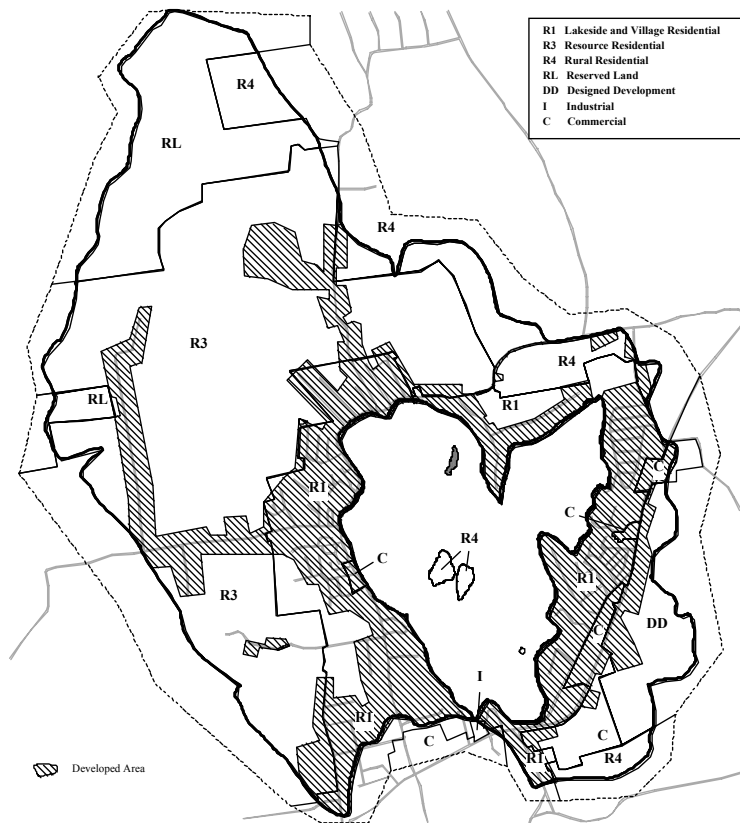 R1 Lakeside and Village Residential
R3 Resource Residential
R4 Rural Residential
RL Reserved Land
DD Designed Development
I Industrial
C Commercial
R4
RL
R4
R3
R4
RL
R1
C
R1
C
R4
C
R1
R3
C
DD
I
R1
C
C
R1
R4
Developed Area